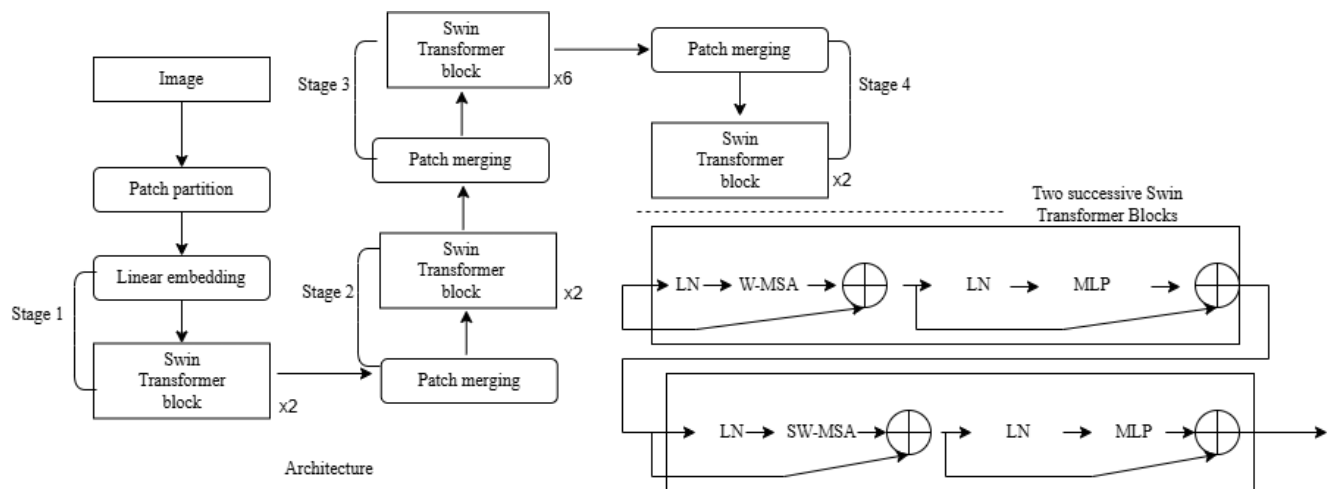 Image
Patch partition
Linear embedding
Stage 1
Swin
Transformer
block
x2
Patch merging
Stage 2
Swin
Transformer
block
x2
Patch merging
Stage 3
Swin
Transformer
block
x6
Patch merging
Stage 4
Swin
Transformer
block
x2
Architecture
Two successive Swin
Transformer Blocks
LN W-MSA LN MLP
LN SW-MSA LN MLP